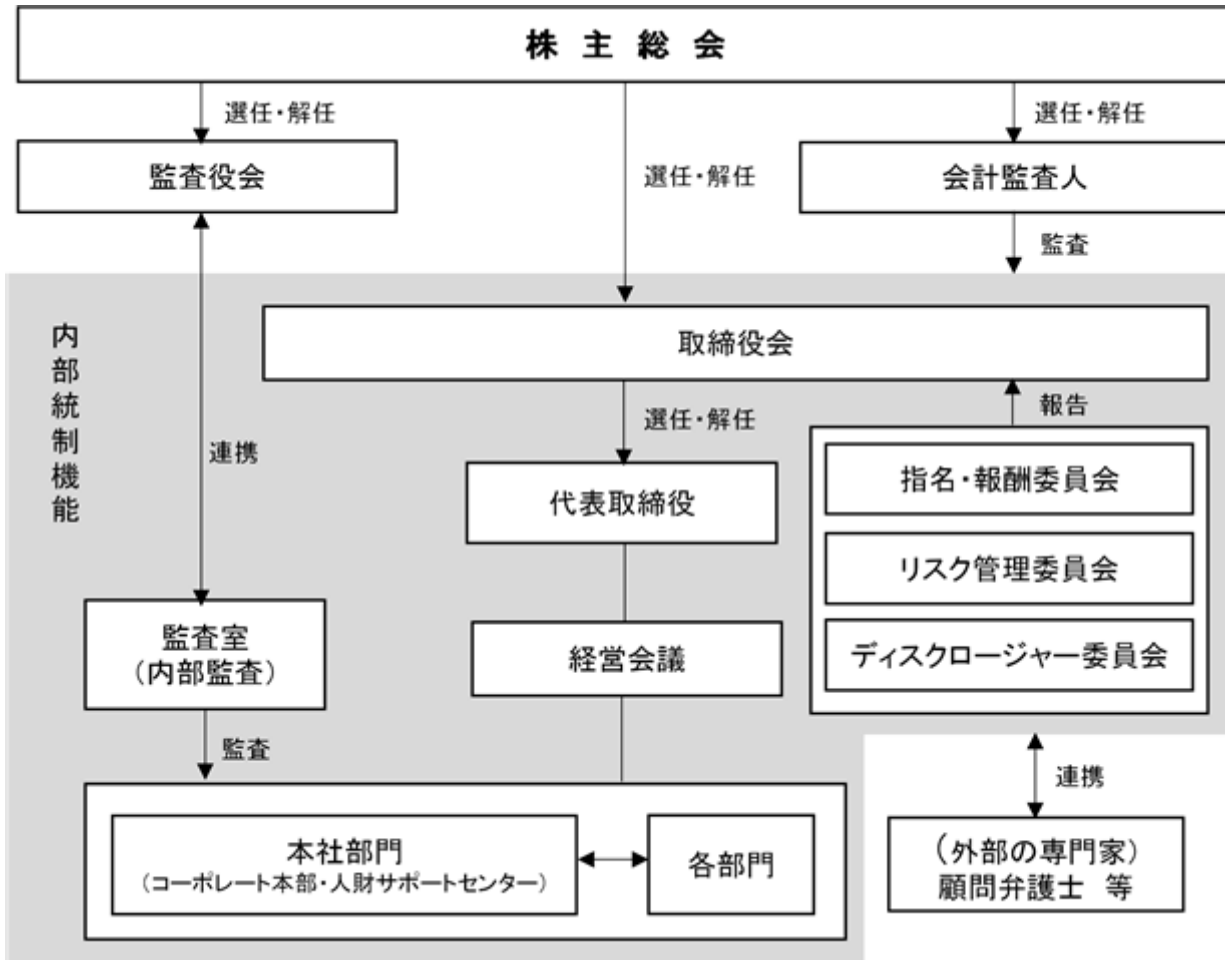 株 主 総 会
選任・解任
選任・解任
選任・解任
監査役会
会計監査人
監査
内部統制機能
取締役会
選任・解任
報告
連携
代表取締役
指名・報酬委員会
リスク管理委員会
ディスクロージャー委員会
監査室
（内部監査）
経営会議
監査
連携
本社部門
（コーポレート本部・人財サポートセンター）
各部門
（外部の専門家）
顧問弁護士 等